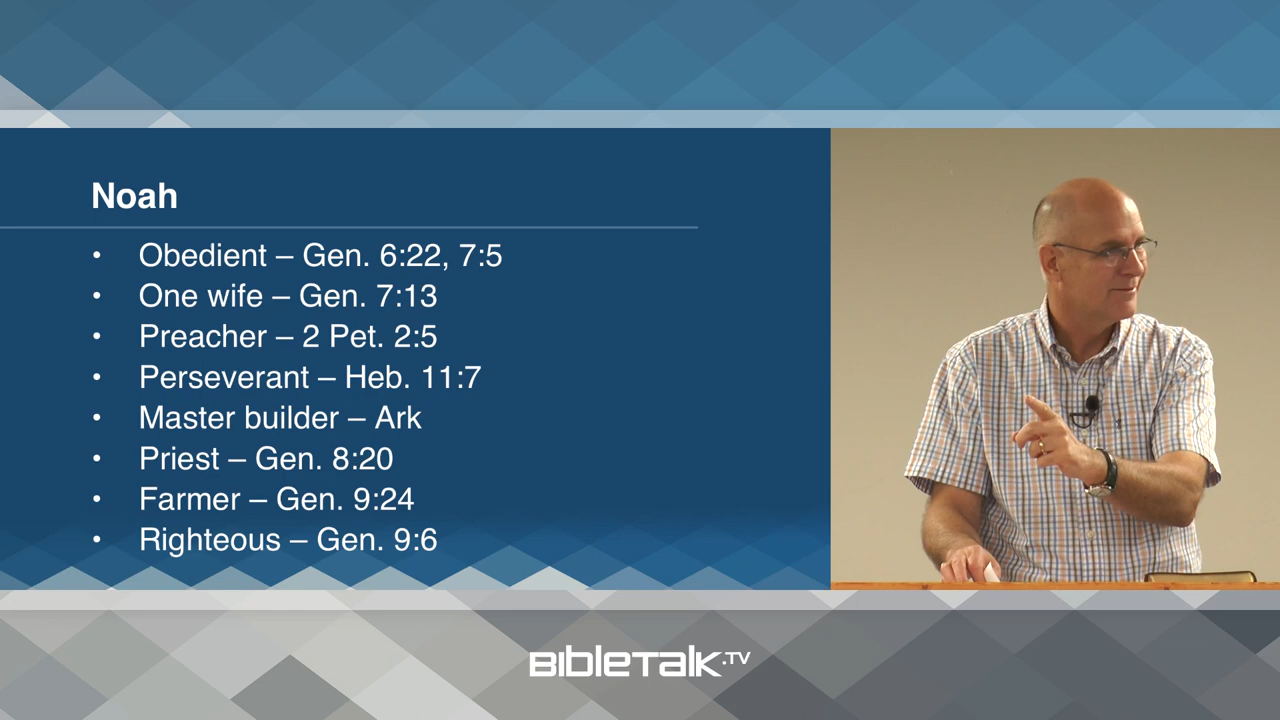 Noah
• Obedient – Gen. 6:22, 7:5
• One wife – Gen. 7:13
• Preacher – 2 Pet. 2:5
• Perseverant – Heb. 11:7
• Master builder – Ark
• Priest – Gen. 8:20
• Farmer – Gen. 9:24
• Righteous – Gen. 9:6
BIBLETALK.TV